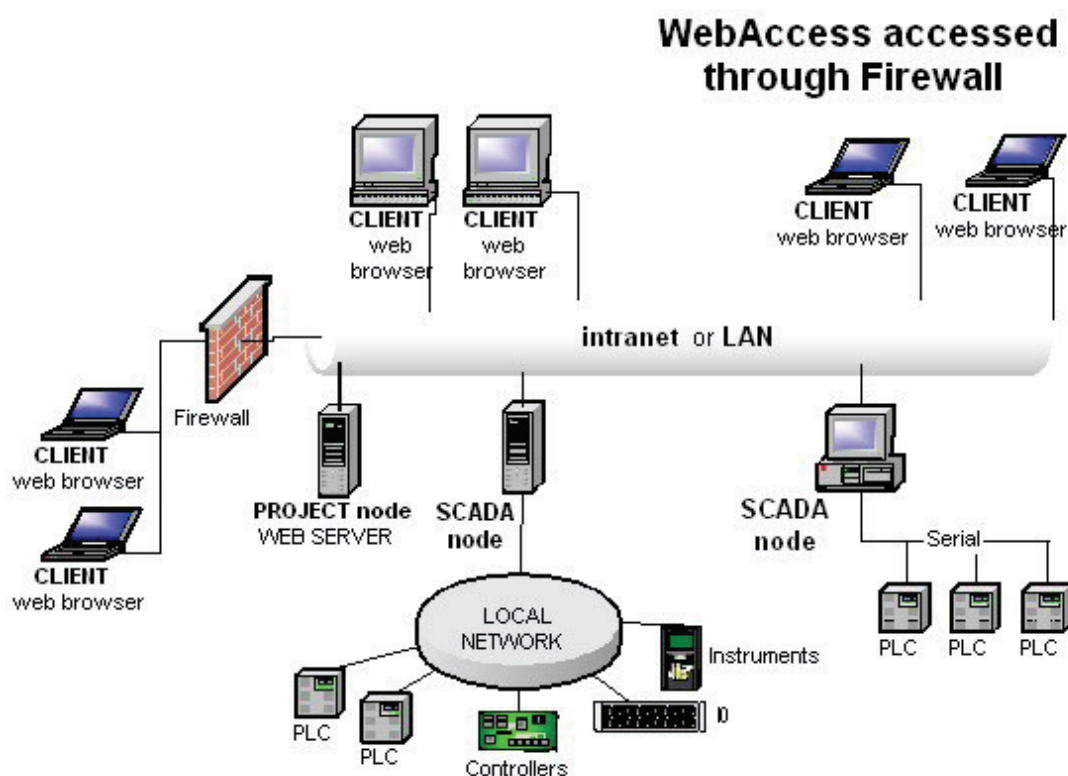 WebAccess accessed
through Firewall
CLIENT
web
browser
CLIENT
web
browser
CLIENT
web browser
CLIENT
web browser
intranet or LAN
Firewall
CLIENT
web browser
CLIENT
web browser
PROJECT node
WEB SERVER
SCADA
node
SCADA
node
Serial
PLC
PLC
PLC
LOCAL
NETWORK
Instruments
IO
PLC
PLC
Controllers